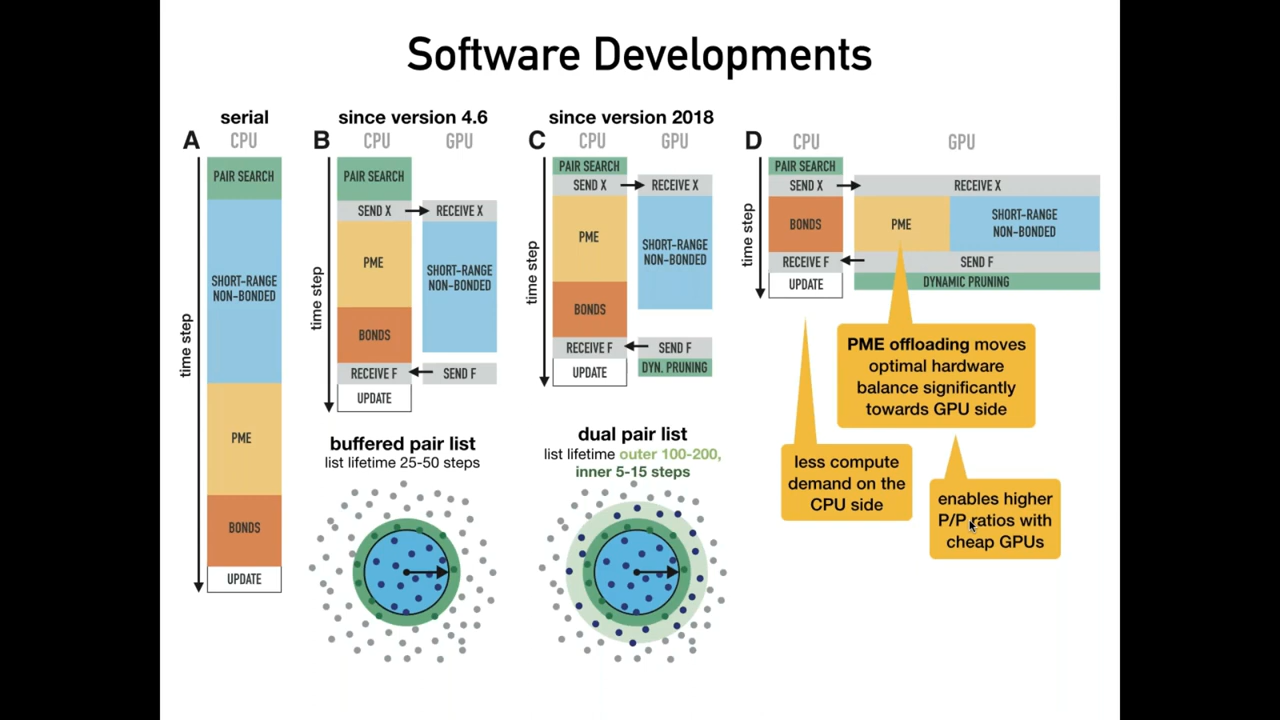 Software Developments
serial
A
CPU
PAIR SEARCH
SHORT-RANGE
NON-BONDED
PME
BONDS
UPDATE
time step
since version 4.6
B
CPU
GPU
PAIR SEARCH
SEND X
RECEIVE X
PME
SHORT-RANGE
NON-BONDED
BONDS
RECEIVE F
SEND F
UPDATE
time step
buffered pair list
list lifetime 25-50 steps
since version 2018
C
CPU
GPU
PAIR SEARCH
SEND X
RECEIVE X
PME
SHORT-RANGE
NON-BONDED
BONDS
RECEIVE F
SEND F
UPDATE
DYN. PRUNING
time step
dual pair list
list lifetime outer 100-200,
inner 5-15 steps
D
CPU
GPU
PAIR SEARCH
SEND X
RECEIVE X
BONDS
PME
SHORT-RANGE
NON-BONDED
RECEIVE F
SEND F
UPDATE
DYNAMIC PRUNING
time step
PME offloading moves
optimal hardware
balance significantly
towards GPU side
less compute
demand on the
CPU side
enables higher
P/P ratios with
cheap GPUs